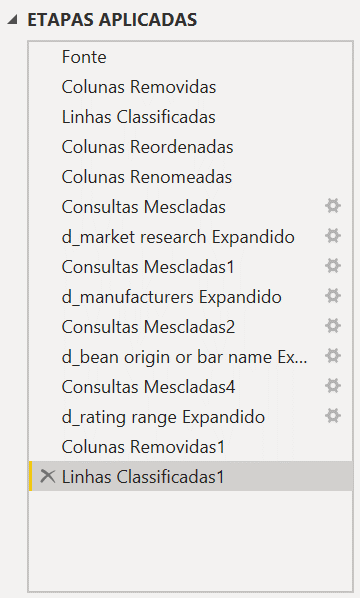 ETAPAS APLICADAS
Fonte
Colunas Removidas
Linhas Classificadas
Colunas Reordenadas
Colunas Renomeadas
Consultas Mescladas
d_market research Expandido
Consultas Mescladas1
d_manufacturers Expandido
Consultas Mescladas2
d_bean origin or bar name Ex...
Consultas Mescladas4
d_rating range Expandido
Colunas Removidas1
Linhas Classificadas1